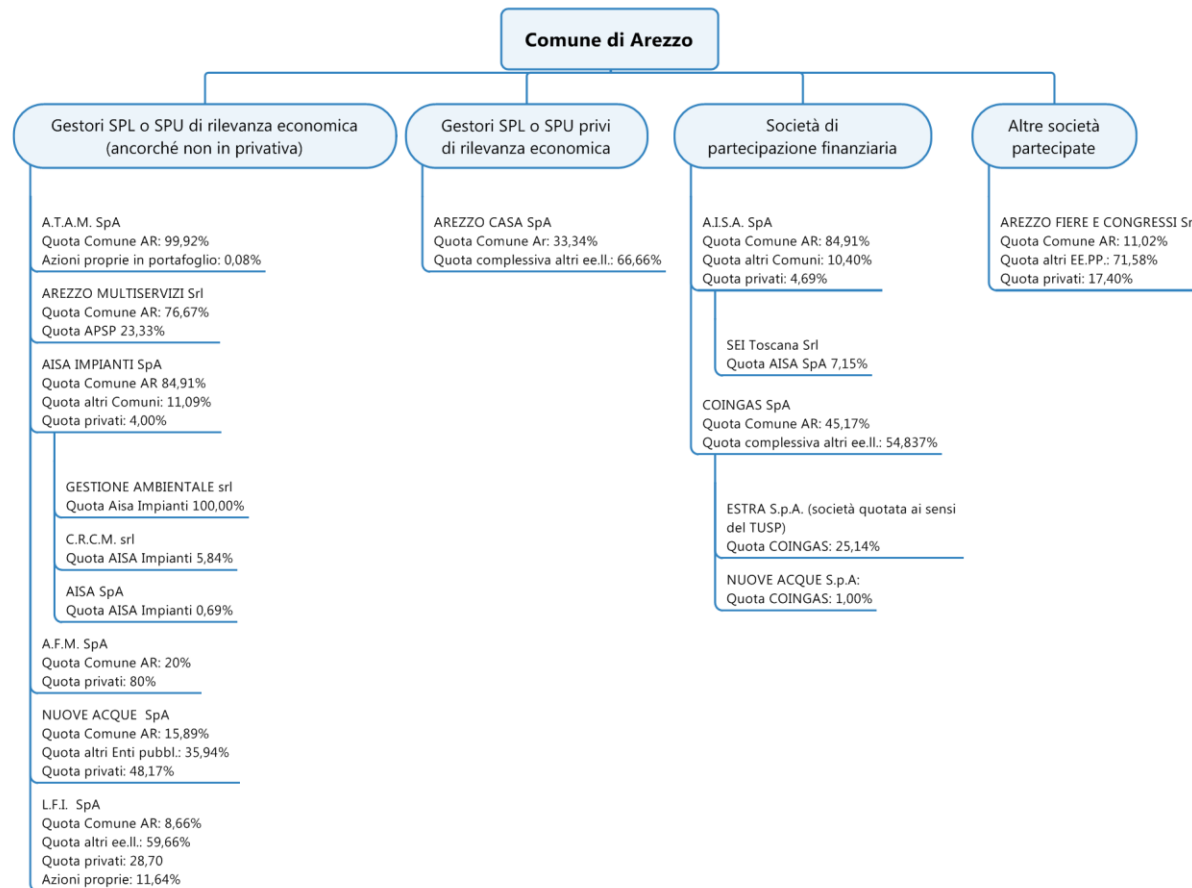 Comune di Arezzo
Gestori SPL o SPU di rilevanza economica
(ancorché non in privativa)
A.T.A.M. SpA
Quota Comune AR: 99,92%
Azioni proprie in portafoglio: 0,08%
AREZZO MULTISERVIZI Srl
Quota Comune AR: 76,67%
Quota APSP 23,33%
AISA IMPIANTI SpA
Quota Comune AR 84,91%
Quota altri Comuni: 11,09%
Quota privati: 4,00%
GESTIONE AMBIENTALE srl
Quota Aisa Impianti 100,00%
C.R.C.M. srl
Quota AISA Impianti 5,84%
AISA SpA
Quota AISA Impianti 0,69%
A.F.M. SpA
Quota Comune AR: 20%
Quota privati: 80%
NUOVE ACQUE  SpA
Quota Comune AR: 15,89%
Quota altri Enti pubbl.: 35,94%
Quota privati: 48,17%
L.F.I.  SpA
Quota Comune AR: 8,66%
Quota altri ee.ll.: 59,66%
Quota privati: 28,70
Azioni proprie: 11,64%
Gestori SPL o SPU privi
di rilevanza economica
AREZZO CASA SpA
Quota Comune Ar: 33,34%
Quota complessiva altri ee.ll.: 66,66%
Società di
partecipazione finanziaria
A.I.S.A. SpA
Quota Comune AR: 84,91%
Quota altri Comuni: 10,40%
Quota privati: 4,69%
SEI Toscana Srl
Quota AISA SpA 7,15%
COINGAS SpA
Quota Comune AR: 45,17%
Quota complessiva altri ee.ll.: 54,837%
ESTRA S.p.A. (società quotata ai sensi
del TUSP)
Quota COINGAS: 25,14%
NUOVE ACQUE S.p.A:
Quota COINGAS: 1,00%
Altre società
partecipate
AREZZO FIERE E CONGRESSI Sr
Quota Comune AR: 11,02%
Quota altri EE.PP.: 71,58%
Quota privati: 17,40%